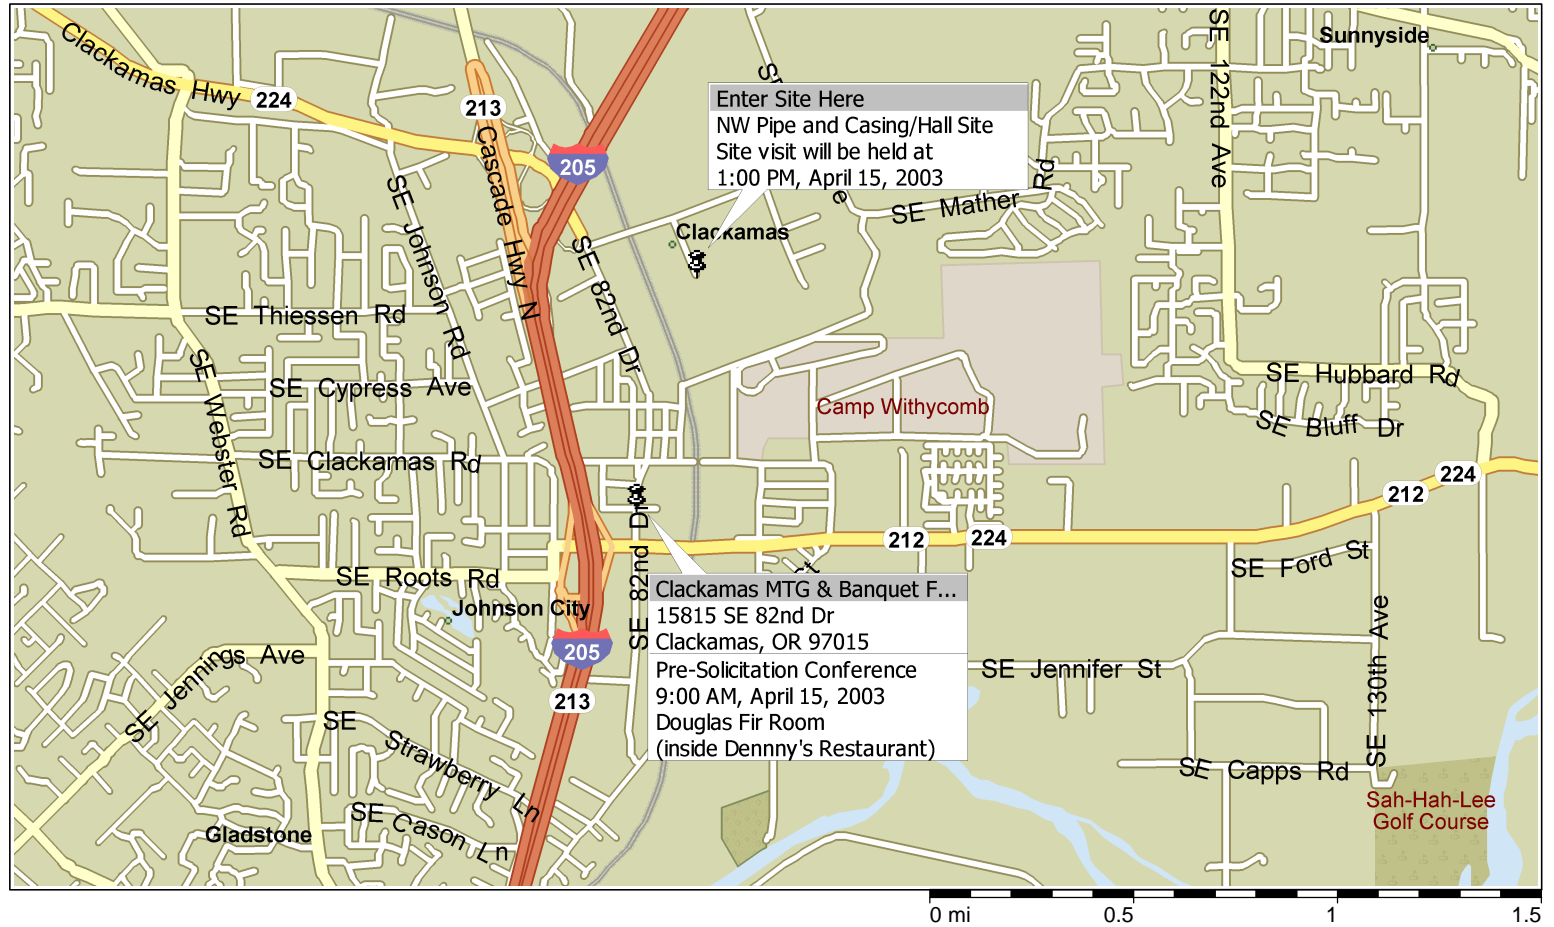 Clackamas Hwy
224
213
Cascade Hwy N
205
SE 122nd Ave
Sunnyside
Enter Site Here
NW Pipe and Casing/Hall Site
Site visit will be held at
1:00 PM, April 15, 2003
SE Mather Rd
Clackamas
SE Johnson Rd
SE 82nd Dr
SE Thiessen Rd
SE Webster Rd
SE Cypress Ave
SE Hubbard Rd
Camp Withycomb
SE Bluff Dr
SE Clackamas Rd
224
212
212
224
SE Ford St
SE Roots Rd
SE 82nd Dr
Johnson City
Clackamas MTG & Banquet F...
15815 SE 82nd Dr
Clackamas, OR 97015
Pre-Solicitation Conference
9:00 AM, April 15, 2003
Douglas Fir Room
(inside Dennny's Restaurant)
205
213
SE Jennings Ave
SE Jennifer St
SE 130th Ave
SE Strawberry Ln
SE Capps Rd
Sah-Hah-Lee
Golf Course
SE Cason Ln
Gladstone
0 mi 0.5 1 1.5